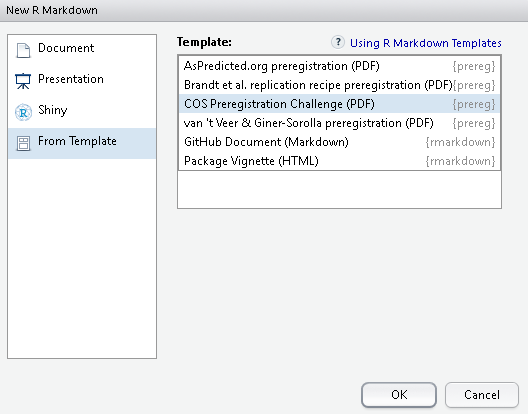 New R Markdown
Document
Presentation
Shiny
From Template
Template:
? Using R Markdown Templates
AsPredicted.org preregistration (PDF) {prereg}
Brandt et al. replication recipe preregistration (PDF) {prereg}
COS Preregistration Challenge (PDF) {prereg}
van 't Veer & Giner-Sorolla preregistration (PDF) {prereg}
GitHub Document (Markdown) {rmarkdown}
Package Vignette (HTML) {rmarkdown}
OK
Cancel